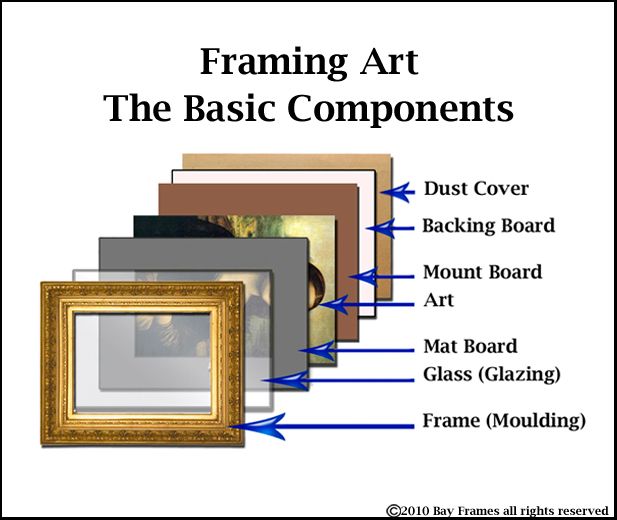 Framing Art
The Basic Components
Dust Cover
Backing Board
Mount Board
Art
Mat Board
Glass (Glazing)
Frame (Moulding)
©2010 Bay Frames all rights reserved